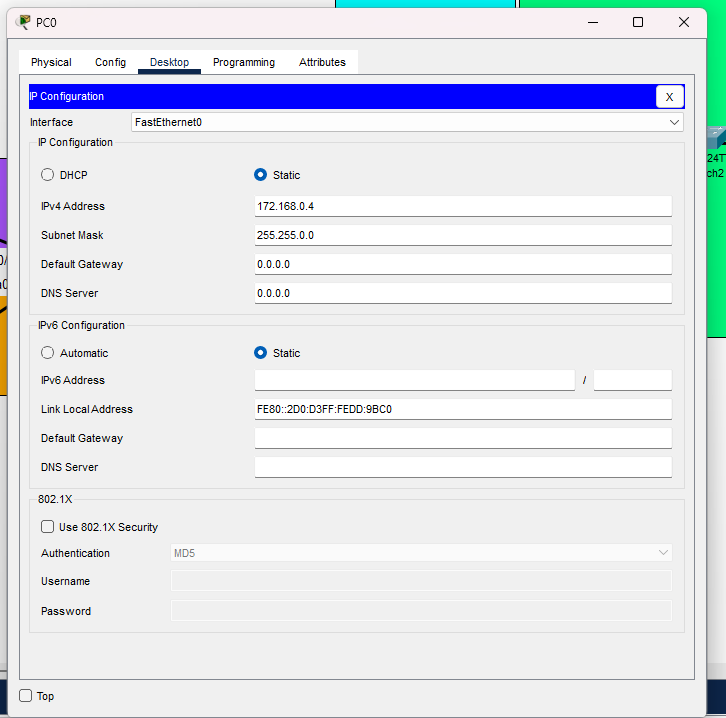 PC0
Physical Config Desktop Programming Attributes
IP Configuration X
Interface FastEthernet0
IP Configuration
DHCP Static
IPv4 Address 172.168.0.4
Subnet Mask 255.255.0.0
Default Gateway 0.0.0.0
DNS Server 0.0.0.0
IPv6 Configuration
Automatic Static
IPv6 Address /
Link Local Address FE80::2D0:D3FF:FEDD:9BC0
Default Gateway
DNS Server
802.1X
Use 802.1X Security
Authentication MD5
Username
Password
Top
24T
ch2
0/